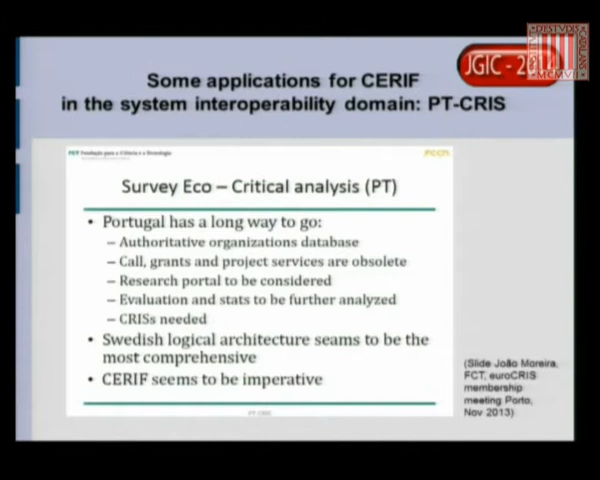 JGIC - 20
MCMVII
Some applications for CERIF
in the system interoperability domain: PT-CRIS
FCT Fundação para a Ciência e a Tecnologia
FCCN
Survey Eco – Critical analysis (PT)
• Portugal has a long way to go:
– Authoritative organizations database
– Call, grants and project services are obsolete
– Research portal to be considered
– Evaluation and stats to be further analyzed
– CRISs needed
• Swedish logical architecture seams to be the
most comprehensive
• CERIF seems to be imperative
PT-CRIS
(Slide João Moreira,
FCT, euroCRIS
membership
meeting Porto,
Nov 2013)